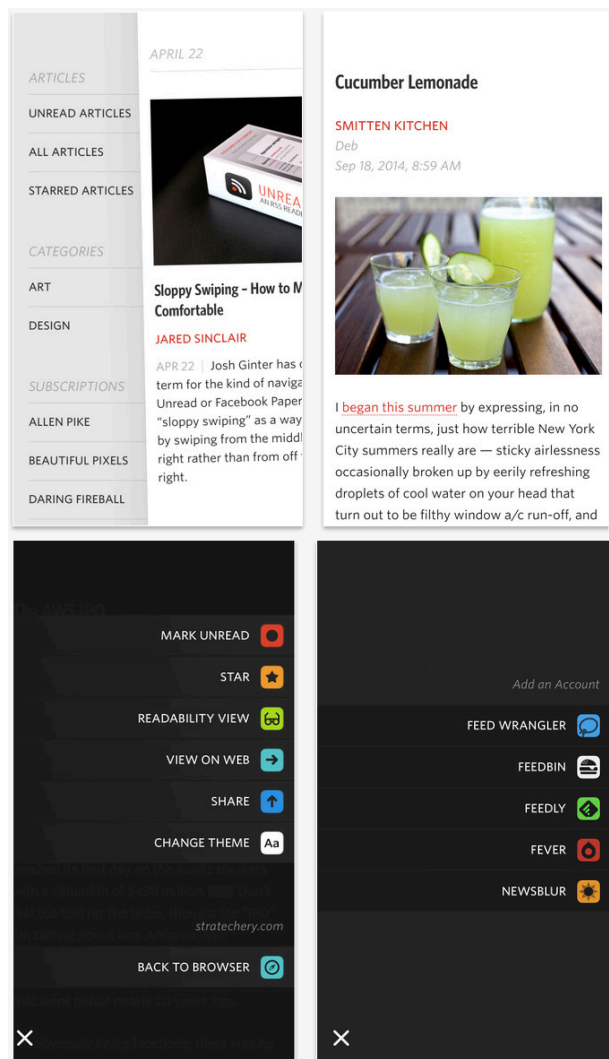 ARTICLES
UNREAD ARTICLES
ALL ARTICLES
STARRED ARTICLES
CATEGORIES
ART
DESIGN
SUBSCRIPTIONS
ALLEN PIKE
BEAUTIFUL PIXELS
DARING FIREBALL
APRIL 22
UNREA
AN RSS READ
Sloppy Swiping – How to M
Comfortable
JARED SINCLAIR
APR 22 | Josh Ginter has
term for the kind of naviga
Unread or Facebook Paper
“sloppy swiping” as a way
by swiping from the middl
right rather than from off
right.
Cucumber Lemonade
SMITTEN KITCHEN
Deb
Sep 18, 2014, 8:59 AM
I began this summer by expressing, in no
uncertain terms, just how terrible New York
City summers really are — sticky airlessness
occasionally broken up by eerily refreshing
droplets of cool water on your head that
turn out to be filthy window a/c run-off, and
The AWS IPO
MARK UNREAD
STAR
READABILITY VIEW
VIEW ON WEB
SHARE
CHANGE THEME Aa
stratechery.com
BACK TO BROWSER
Add an Account
FEED WRANGLER
FEEDBIN
FEEDLY
FEVER
NEWSBLUR